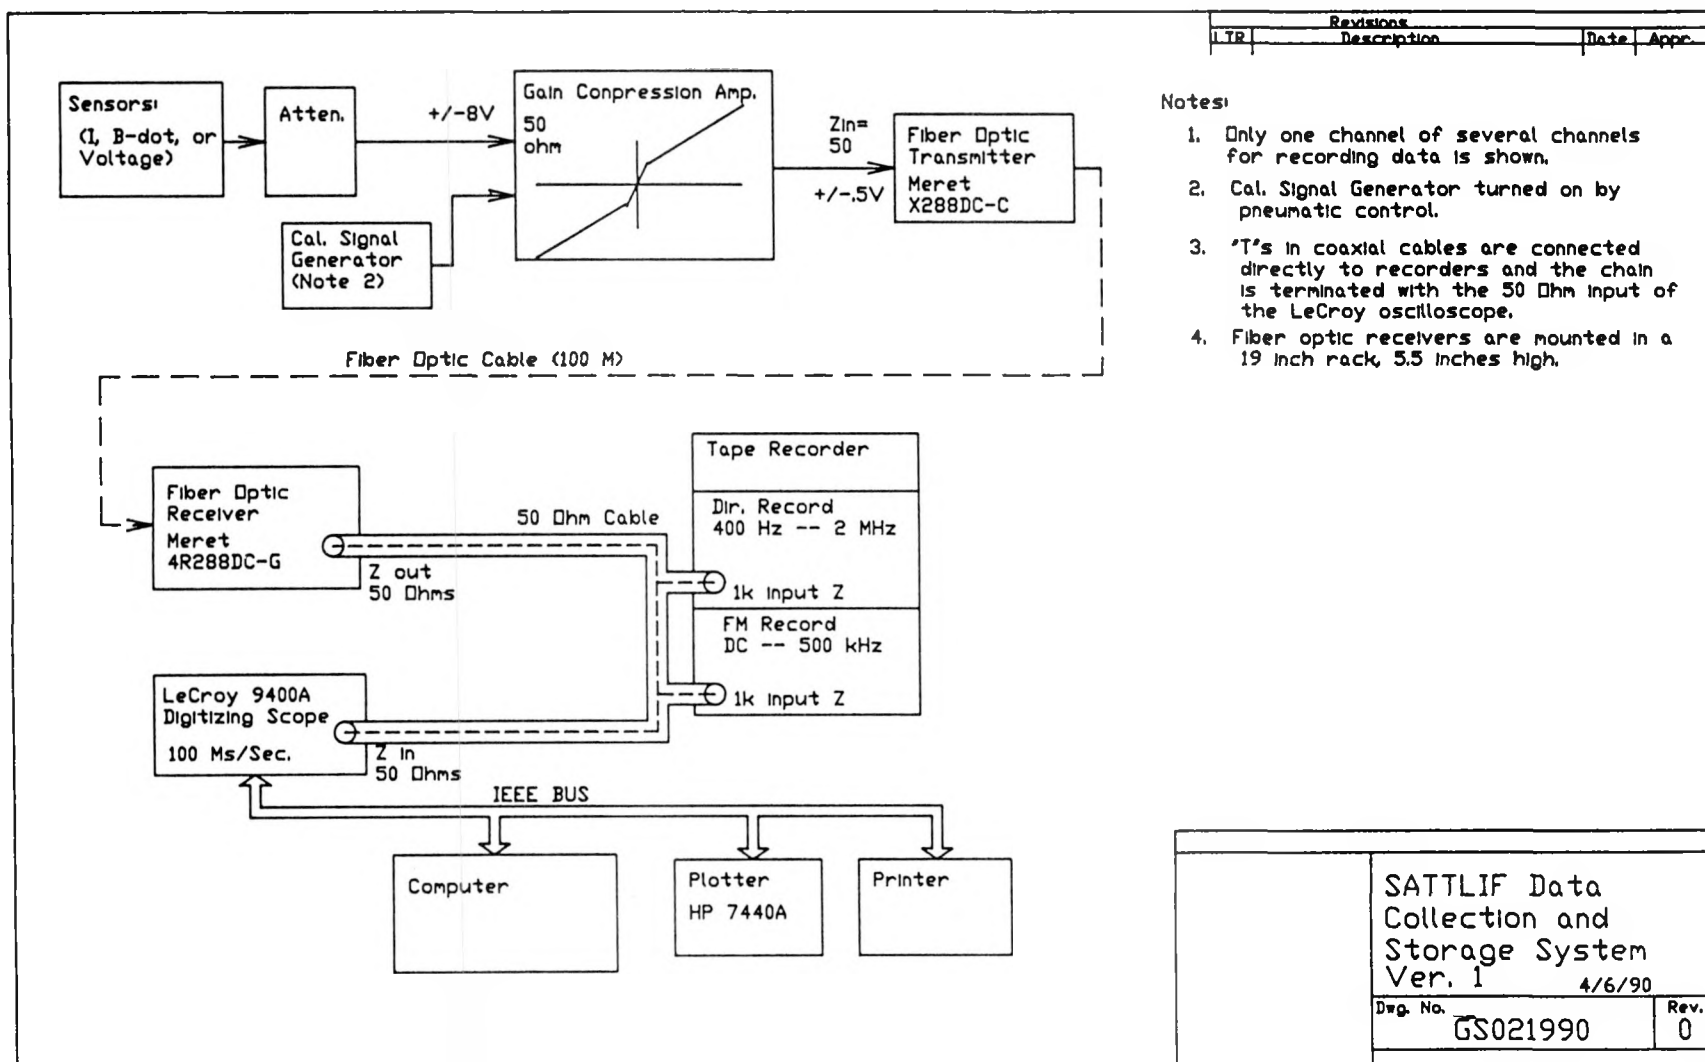 Revisions
LTR Description Date Appr.
Sensors:
(I, B-dot, or
Voltage)
Atten.
+/-8V
Gain Conpression Amp.
50
ohm
Zin=
50
+/-.5V
Fiber Optic
Transmitter
Meret
X288DC-C
Cal. Signal
Generator
(Note 2)
Notes:
1. Only one channel of several channels
for recording data is shown.
2. Cal. Signal Generator turned on by
pneumatic control.
3. "T"s in coaxial cables are connected
directly to recorders and the chain
is terminated with the 50 Ohm input of
the LeCroy oscilloscope.
4. Fiber optic receivers are mounted in a
19 inch rack, 5.5 inches high.
Fiber Optic Cable (100 M)
Fiber Optic
Receiver
Meret
4R288DC-G
Z out
50 Ohms
50 Ohm Cable
Tape Recorder
Dir. Record
400 Hz -- 2 MHz
1k Input Z
FM Record
DC -- 500 kHz
1k Input Z
LeCroy 9400A
Digitizing Scope
100 Ms/Sec.
Z in
50 Ohms
IEEE BUS
Computer
Plotter
HP 7440A
Printer
SATTLIF Data
Collection and
Storage System
Ver. 1 4/6/90
Dwg. No. GS021990
Rev. 0